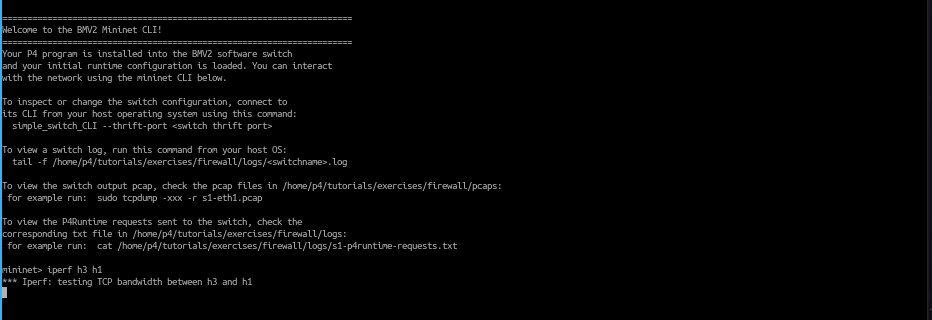 ======================================================================
Welcome to the BMV2 Mininet CLI!
======================================================================
Your P4 program is installed into the BMV2 software switch
and your initial runtime configuration is loaded. You can interact
with the network using the mininet CLI below.

To inspect or change the switch configuration, connect to
its CLI from your host operating system using this command:
  simple_switch_CLI --thrift-port <switch thrift port>

To view a switch log, run this command from your host OS:
  tail -f /home/p4/tutorials/exercises/firewall/logs/<switchname>.log

To view the switch output pcap, check the pcap files in /home/p4/tutorials/exercises/firewall/pcaps:
 for example run:  sudo tcpdump -xxx -r s1-eth1.pcap

To view the P4Runtime requests sent to the switch, check the
corresponding txt file in /home/p4/tutorials/exercises/firewall/logs:
 for example run:  cat /home/p4/tutorials/exercises/firewall/logs/s1-p4runtime-requests.txt

mininet> iperf h3 h1
*** Iperf: testing TCP bandwidth between h3 and h1